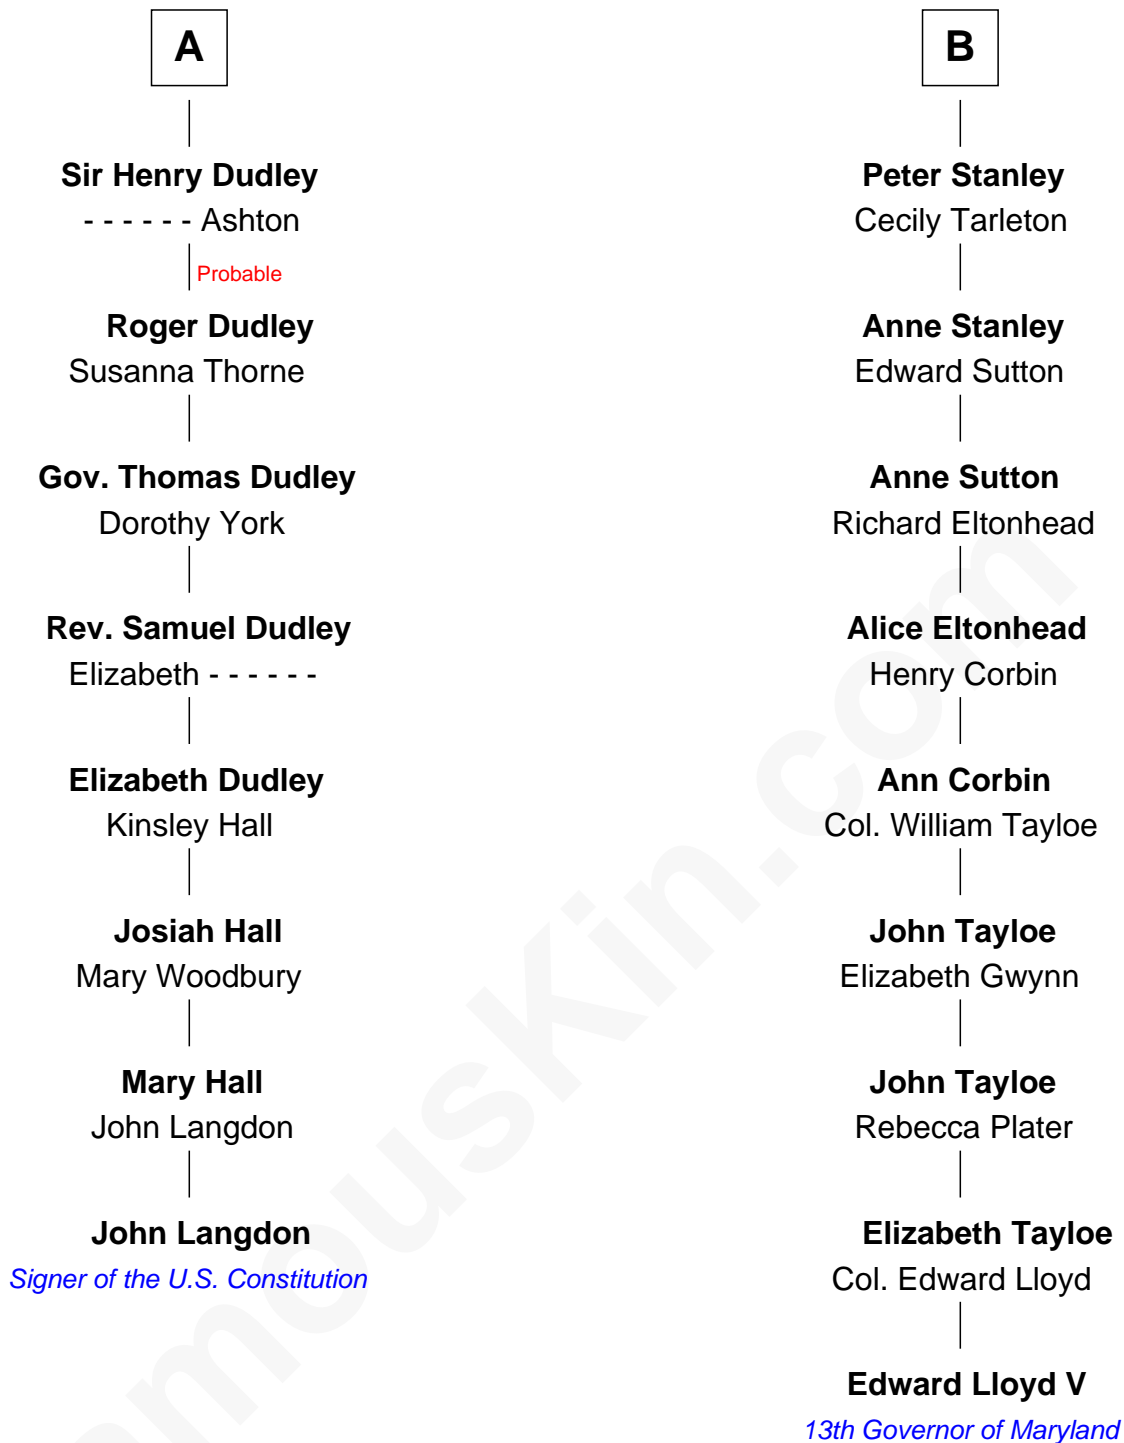 A
Sir Henry Dudley
- - - - - - Ashton
Probable
Roger Dudley
Susanna Thorne
Gov. Thomas Dudley
Dorothy York
Rev. Samuel Dudley
Elizabeth - - - - - -
Elizabeth Dudley
Kinsley Hall
Josiah Hall
Mary Woodbury
Mary Hall
John Langdon
John Langdon
Signer of the U.S. Constitution
B
Peter Stanley
Cecily Tarleton
Anne Stanley
Edward Sutton
Anne Sutton
Richard Eltonhead
Alice Eltonhead
Henry Corbin
Ann Corbin
Col. William Tayloe
John Tayloe
Elizabeth Gwynn
John Tayloe
Rebecca Plater
Elizabeth Tayloe
Col. Edward Lloyd
Edward Lloyd V
13th Governor of Maryland
amousKin.com